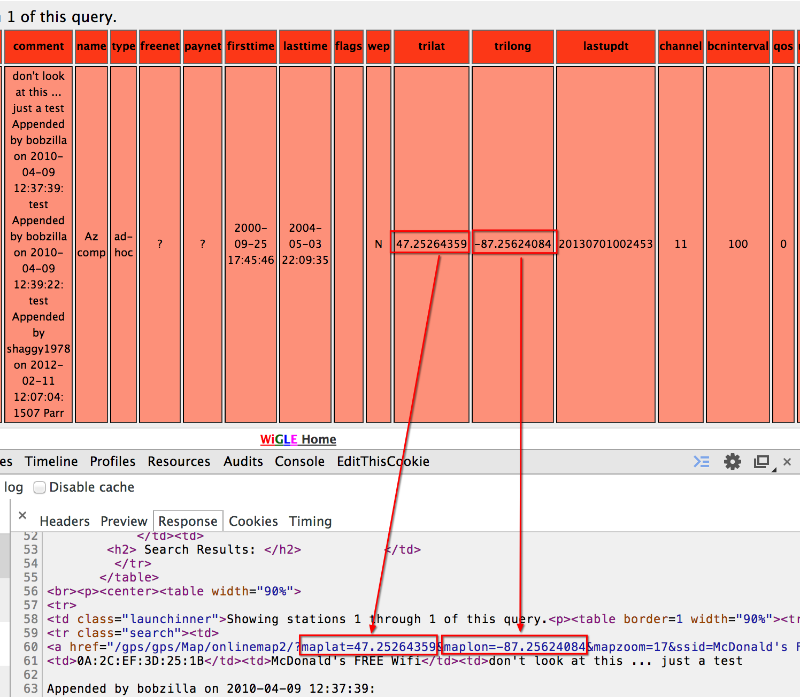 1 of this query.
comment name type freenet paynet firsttime lasttime flags wep trilat trilong lastupdt channel bcninterval qos
don't look
at this ...
just a test
Appended
by bobzilla
on 2010-
04-09
12:37:39:
test
Appended
by bobzilla
on 2010-
04-09
12:39:22:
test
Appended
by
shaggy1978
on 2012-
02-11
12:07:04:
1507 Parr
Az
comp
ad-
hoc
?
?
2000-
09-25
17:45:46
2004-
05-03
22:09:35
N
47.25264359
-87.25624084
20130701002453
11
100
0
WiGLE Home
es Timeline Profiles Resources Audits Console EditThisCookie
log Disable cache
Headers Preview Response Cookies Timing
52 </td><td>
53 <h2> Search Results: </h2> </td>
54 </tr>
55 </table>
56 <br><p><center><table width="90%">
57 <tr>
58 <td class="launchinner">Showing stations 1 through 1 of this query.<p><table border=1 width="90%"><tr
59 <tr class="search"><td>
60 <a href="/gps/gps/Map/onlinemap2/?maplat=47.25264359&maplon=-87.25624084&mapzoom=17&ssid=McDonald's F
61 <td>0A:2C:EF:3D:25:1B</td><td>McDonald's FREE Wifi</td><td>don't look at this ... just a test
62
63 Appended by bobzilla on 2010-04-09 12:37:39: